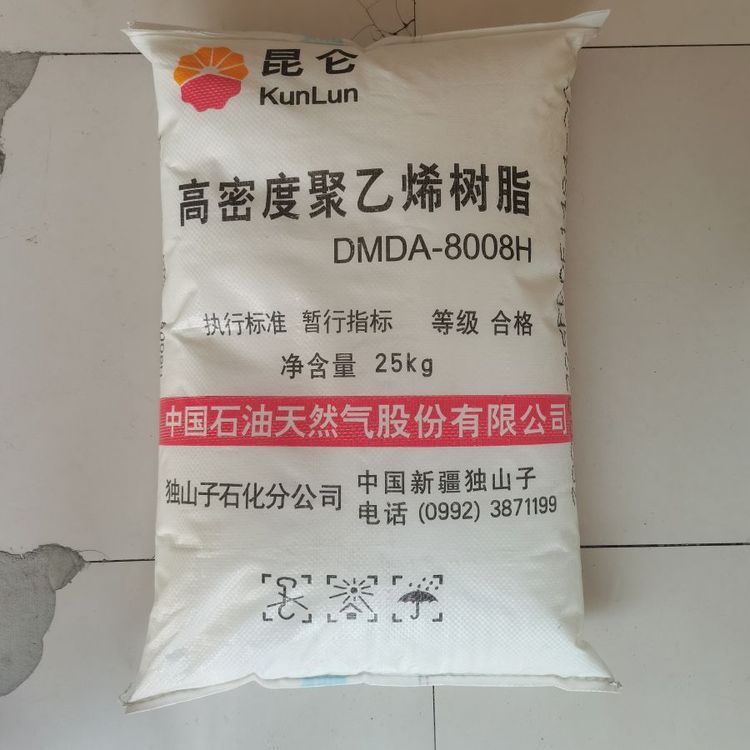 昆仑
KunLun
高密度聚乙烯树脂
DMDA-8008H
执行标准 暂行指标 等级 合格
净含量 25kg
中国石油天然气股份有限公司
独山子石化分公司
中国新疆独山子
电话 (0992) 3871199